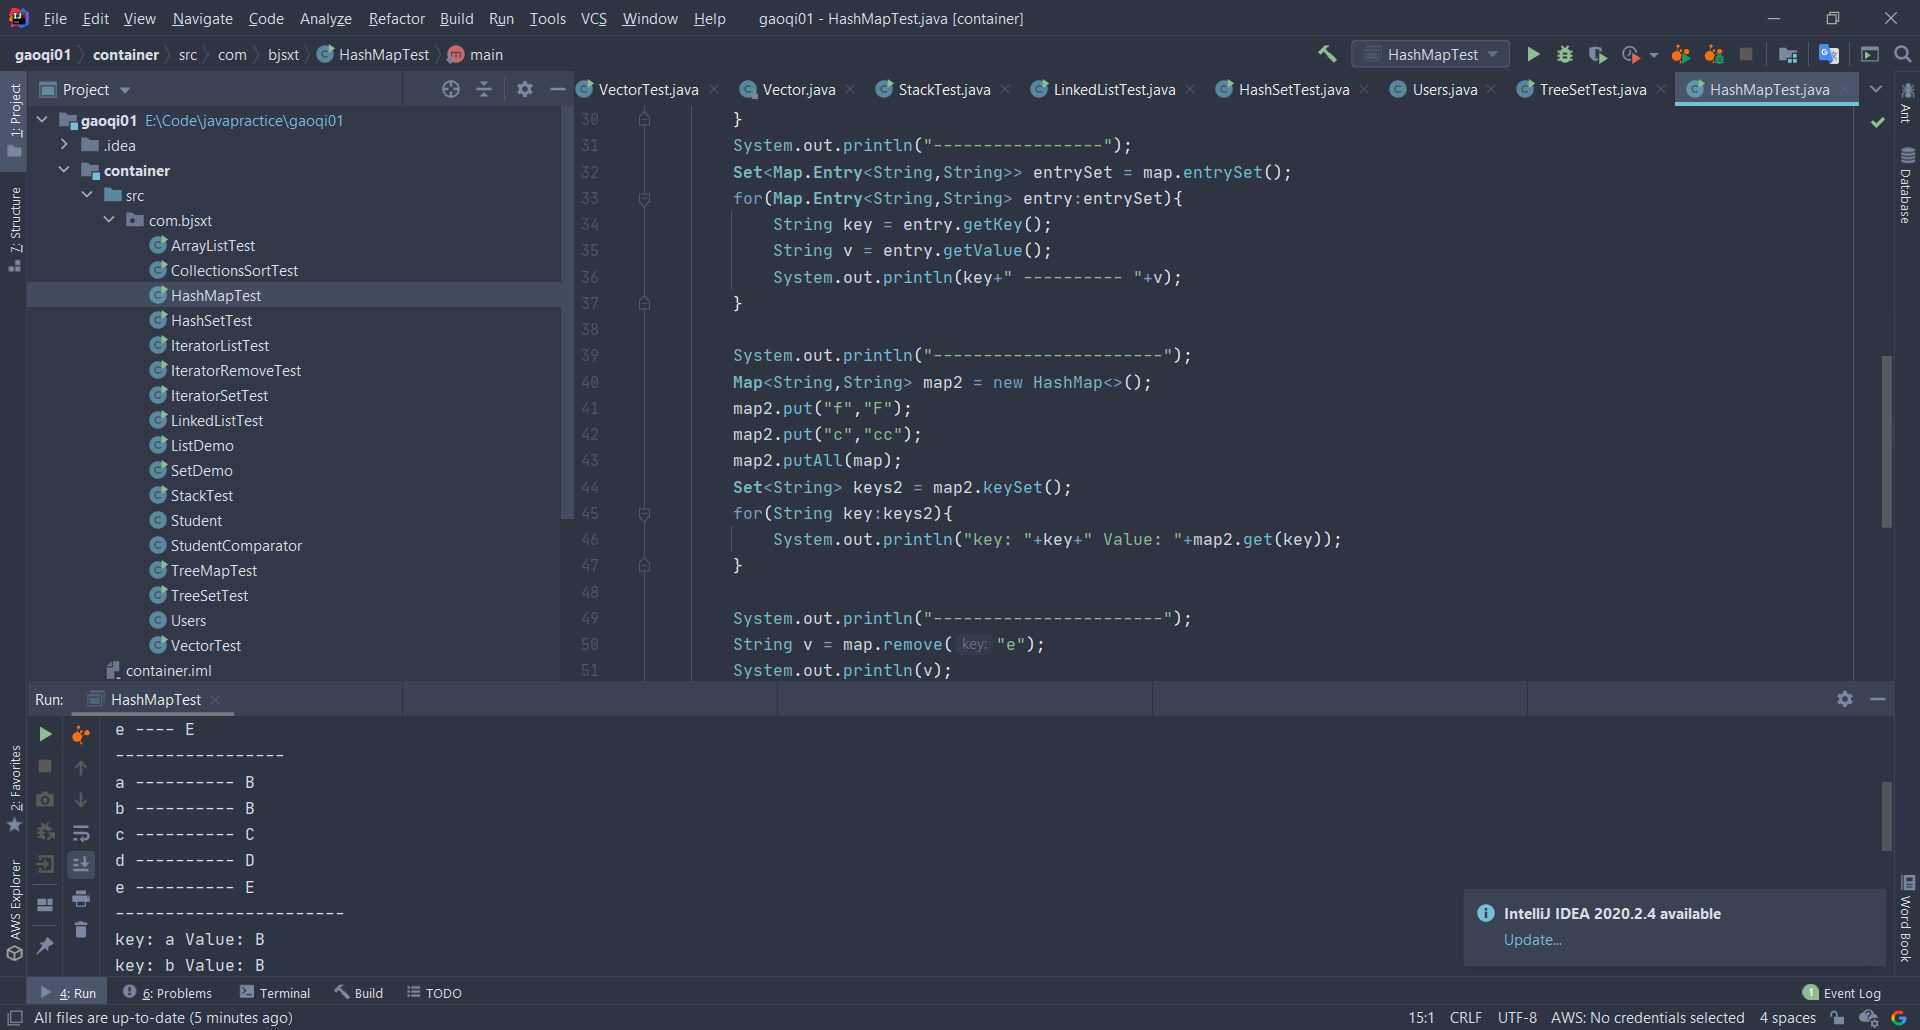 File Edit View Navigate Code Analyze Refactor Build Run Tools VCS Window Help gaoqi01 - HashMapTest.java [container]
gaoqi01 container src com bjsxt HashMapTest main HashMapTest
Project VectorTest.java Vector.java StackTest.java LinkedListTest.java HashSetTest.java Users.java TreeSetTest.java HashMapTest.java
1: Project
7: Structure
2: Favorites
AWS Explorer
gaoqi01 E:\Code\javapractice\gaoqi01
.idea
container
src
com.bjsxt
ArrayListTest
CollectionsSortTest
HashMapTest
HashSetTest
IteratorListTest
IteratorRemoveTest
IteratorSetTest
LinkedListTest
ListDemo
SetDemo
StackTest
Student
StudentComparator
TreeMapTest
TreeSetTest
Users
VectorTest
container.iml
30 }
31 System.out.println("-----------------");
32 Set<Map.Entry<String,String>> entrySet = map.entrySet();
33 for(Map.Entry<String,String> entry:entrySet){
34 String key = entry.getKey();
35 String v = entry.getValue();
36 System.out.println(key+" ---------- "+v);
37 }
38
39 System.out.println("-----------------------");
40 Map<String,String> map2 = new HashMap<>();
41 map2.put("f","F");
42 map2.put("c","cc");
43 map2.putAll(map);
44 Set<String> keys2 = map2.keySet();
45 for(String key:keys2){
46 System.out.println("key: "+key+" Value: "+map2.get(key));
47 }
48
49 System.out.println("-----------------------");
50 String v = map.remove( key: "e");
51 System.out.println(v);
Ant
Database
Word Book
Run: HashMapTest
e ---- E
-----------------
a ---------- B
b ---------- B
c ---------- C
d ---------- D
e ---------- E
-----------------------
key: a Value: B
key: b Value: B
IntelliJ IDEA 2020.2.4 available
Update...
4: Run 6: Problems Terminal Build TODO 1 Event Log
All files are up-to-date (5 minutes ago) 15:1 CRLF UTF-8 AWS: No credentials selected 4 spaces